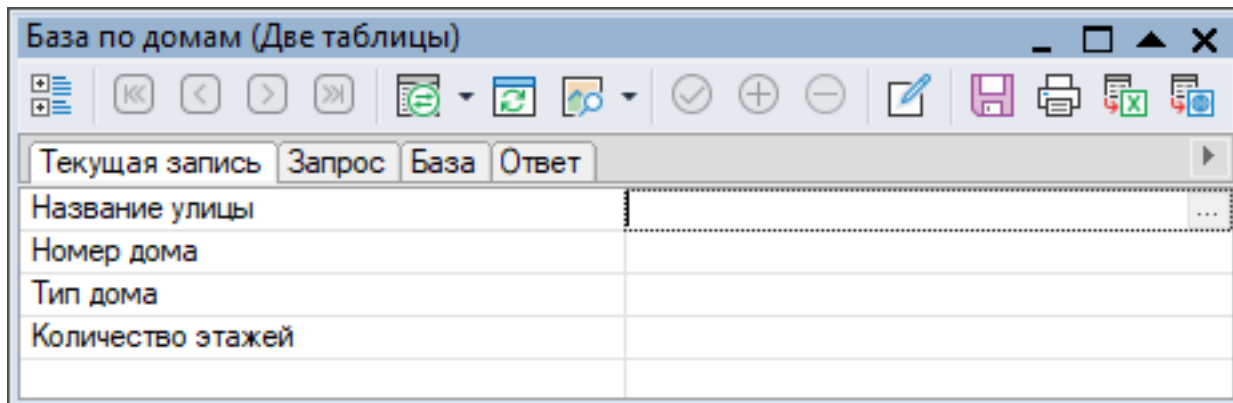 База по домам (Две таблицы)
Текущая запись Запрос База Ответ
Название улицы ...
Номер дома
Тип дома
Количество этажей